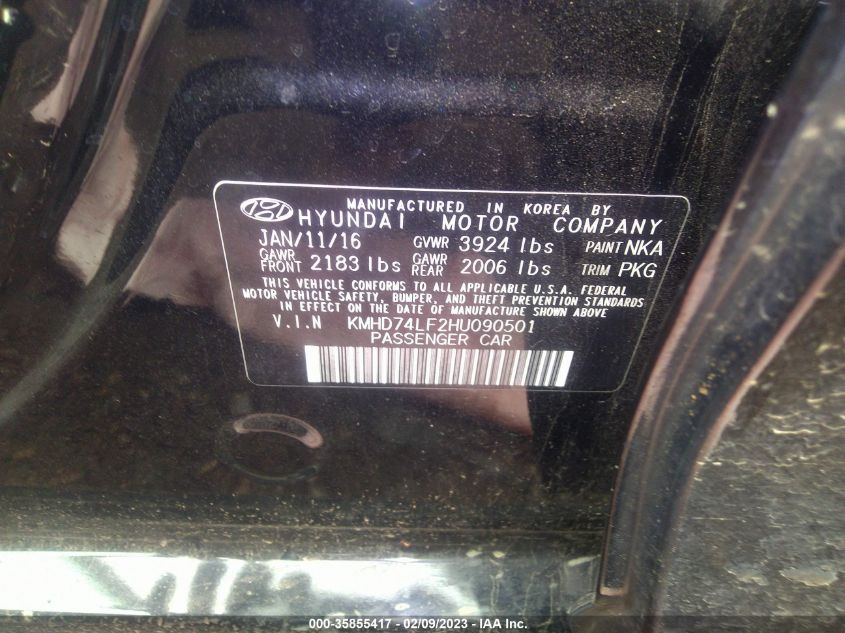 MANUFACTURED IN KOREA BY
HYUNDAI MOTOR COMPANY
JAN/11/16 GVWR 3924 lbs PAINT NKA
GAWR FRONT 2183 lbs GAWR REAR 2006 lbs TRIM PKG
THIS VEHICLE CONFORMS TO ALL APPLICABLE U.S.A. FEDERAL
MOTOR VEHICLE SAFETY, BUMPER, AND THEFT PREVENTION STANDARDS
IN EFFECT ON THE DATE OF MANUFACTURE SHOWN ABOVE
V.I.N KMHD74LF2HU090501
PASSENGER CAR
000-35855417 - 02/09/2023 - IAA Inc.